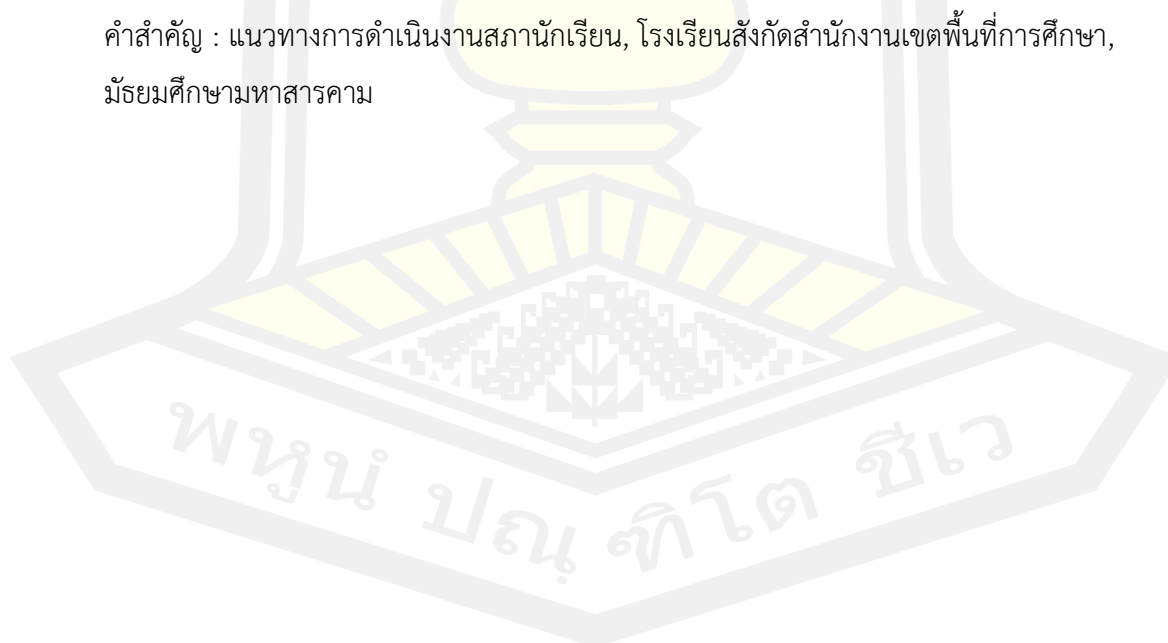 คำสำคัญ : แนวทางการดำเนินงานสภานักเรียน, โรงเรียนสังกัดสำนักงานเขตพื้นที่การศึกษา,
มัธยมศึกษามหาสารคาม
พหูนํ ปณฺฑิโต ชีเว